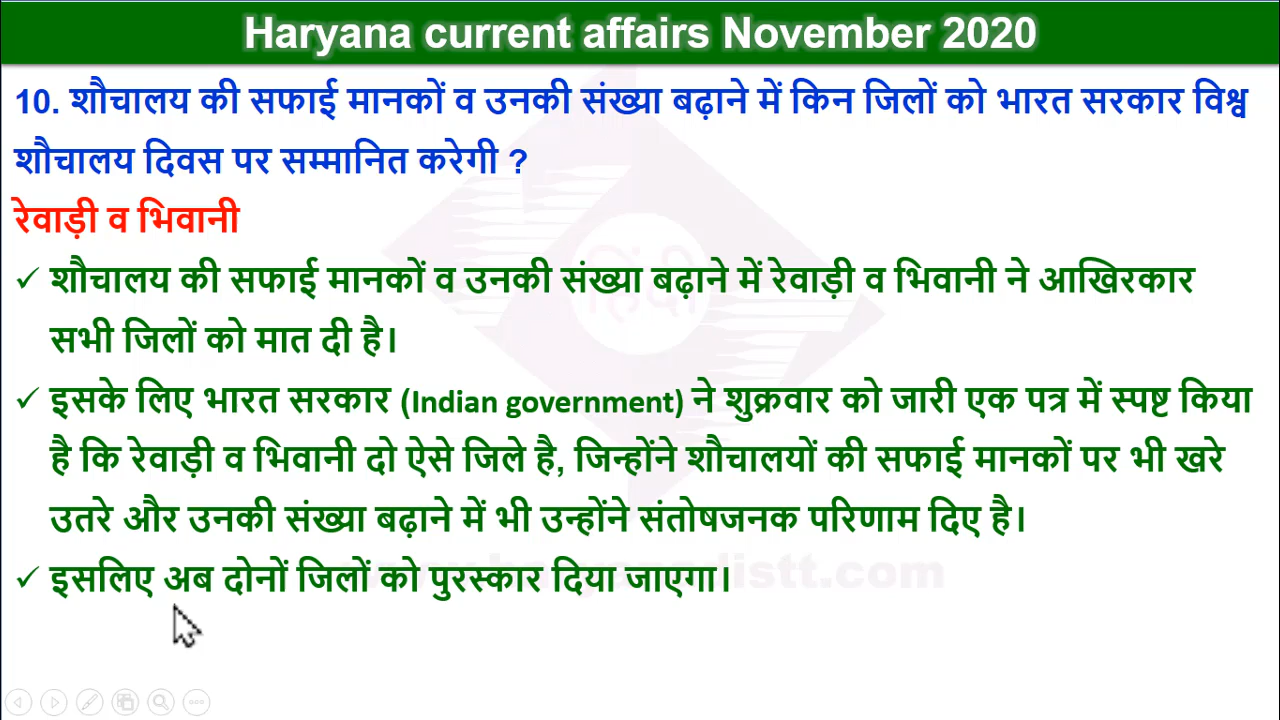 Haryana current affairs November 2020
10. शौचालय की सफाई मानकों व उनकी संख्या बढ़ाने में किन जिलों को भारत सरकार विश्व
शौचालय दिवस पर सम्मानित करेगी ?
रेवाड़ी व भिवानी
✓ शौचालय की सफाई मानकों व उनकी संख्या बढ़ाने में रेवाड़ी व भिवानी ने आखिरकार
सभी जिलों को मात दी है।
✓ इसके लिए भारत सरकार (Indian government) ने शुक्रवार को जारी एक पत्र में स्पष्ट किया
है कि रेवाड़ी व भिवानी दो ऐसे जिले है, जिन्होंने शौचालयों की सफाई मानकों पर भी खरे
उतरे और उनकी संख्या बढ़ाने में भी उन्होंने संतोषजनक परिणाम दिए है।
✓ इसलिए अब दोनों जिलों को पुरस्कार दिया जाएगा।
हिंदी